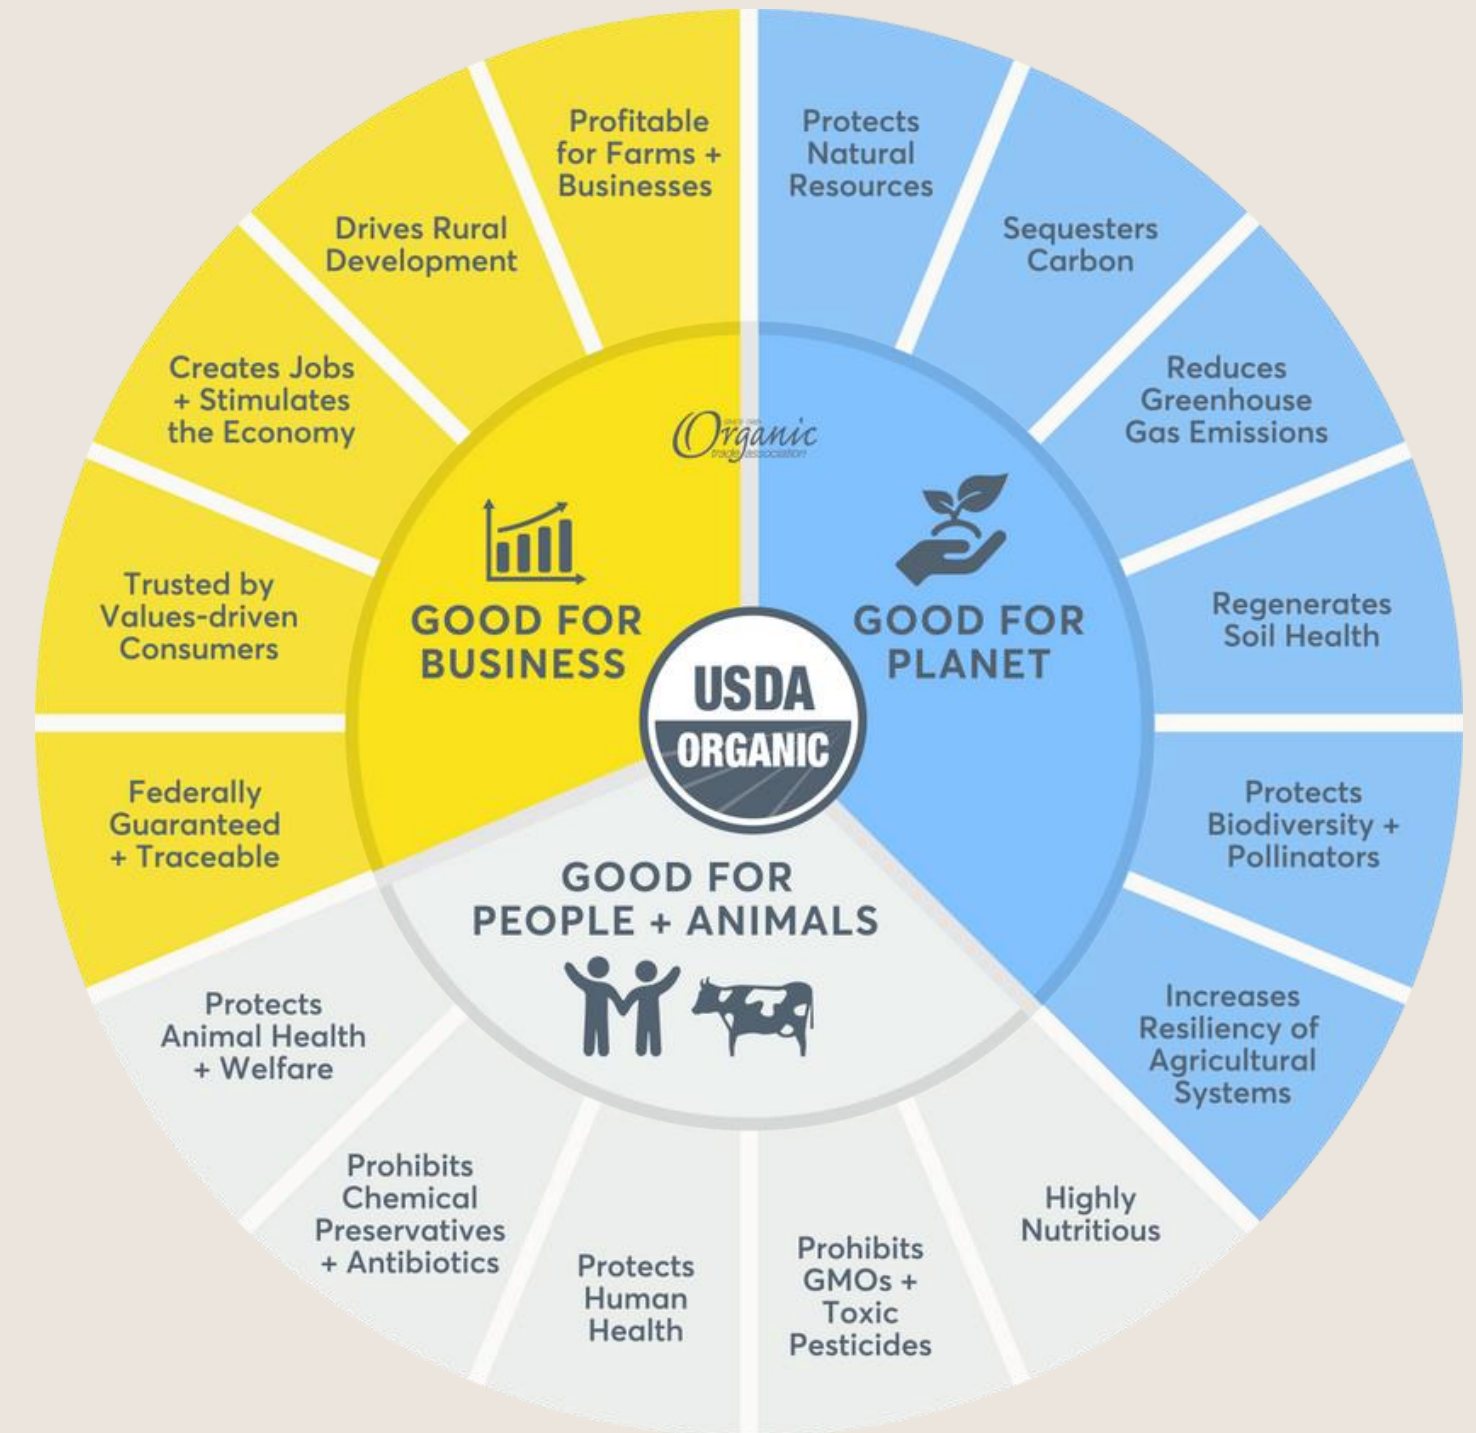 Profitable
for Farms +
Businesses
Protects
Natural
Resources
Sequesters
Carbon
Reduces
Greenhouse
Gas Emissions
Regenerates
Soil Health
Protects
Biodiversity +
Pollinators
Increases
Resiliency of
Agricultural
Systems
Highly
Nutritious
Prohibits
GMOs +
Toxic
Pesticides
Protects
Human
Health
Prohibits
Chemical
Preservatives
+ Antibiotics
Protects
Animal Health
+ Welfare
Federally
Guaranteed
+ Traceable
Trusted by
Values-driven
Consumers
Creates Jobs
+ Stimulates
the Economy
Drives Rural
Development
Organic
trade association
GOOD FOR
BUSINESS
GOOD FOR
PLANET
USDA
ORGANIC
GOOD FOR
PEOPLE + ANIMALS